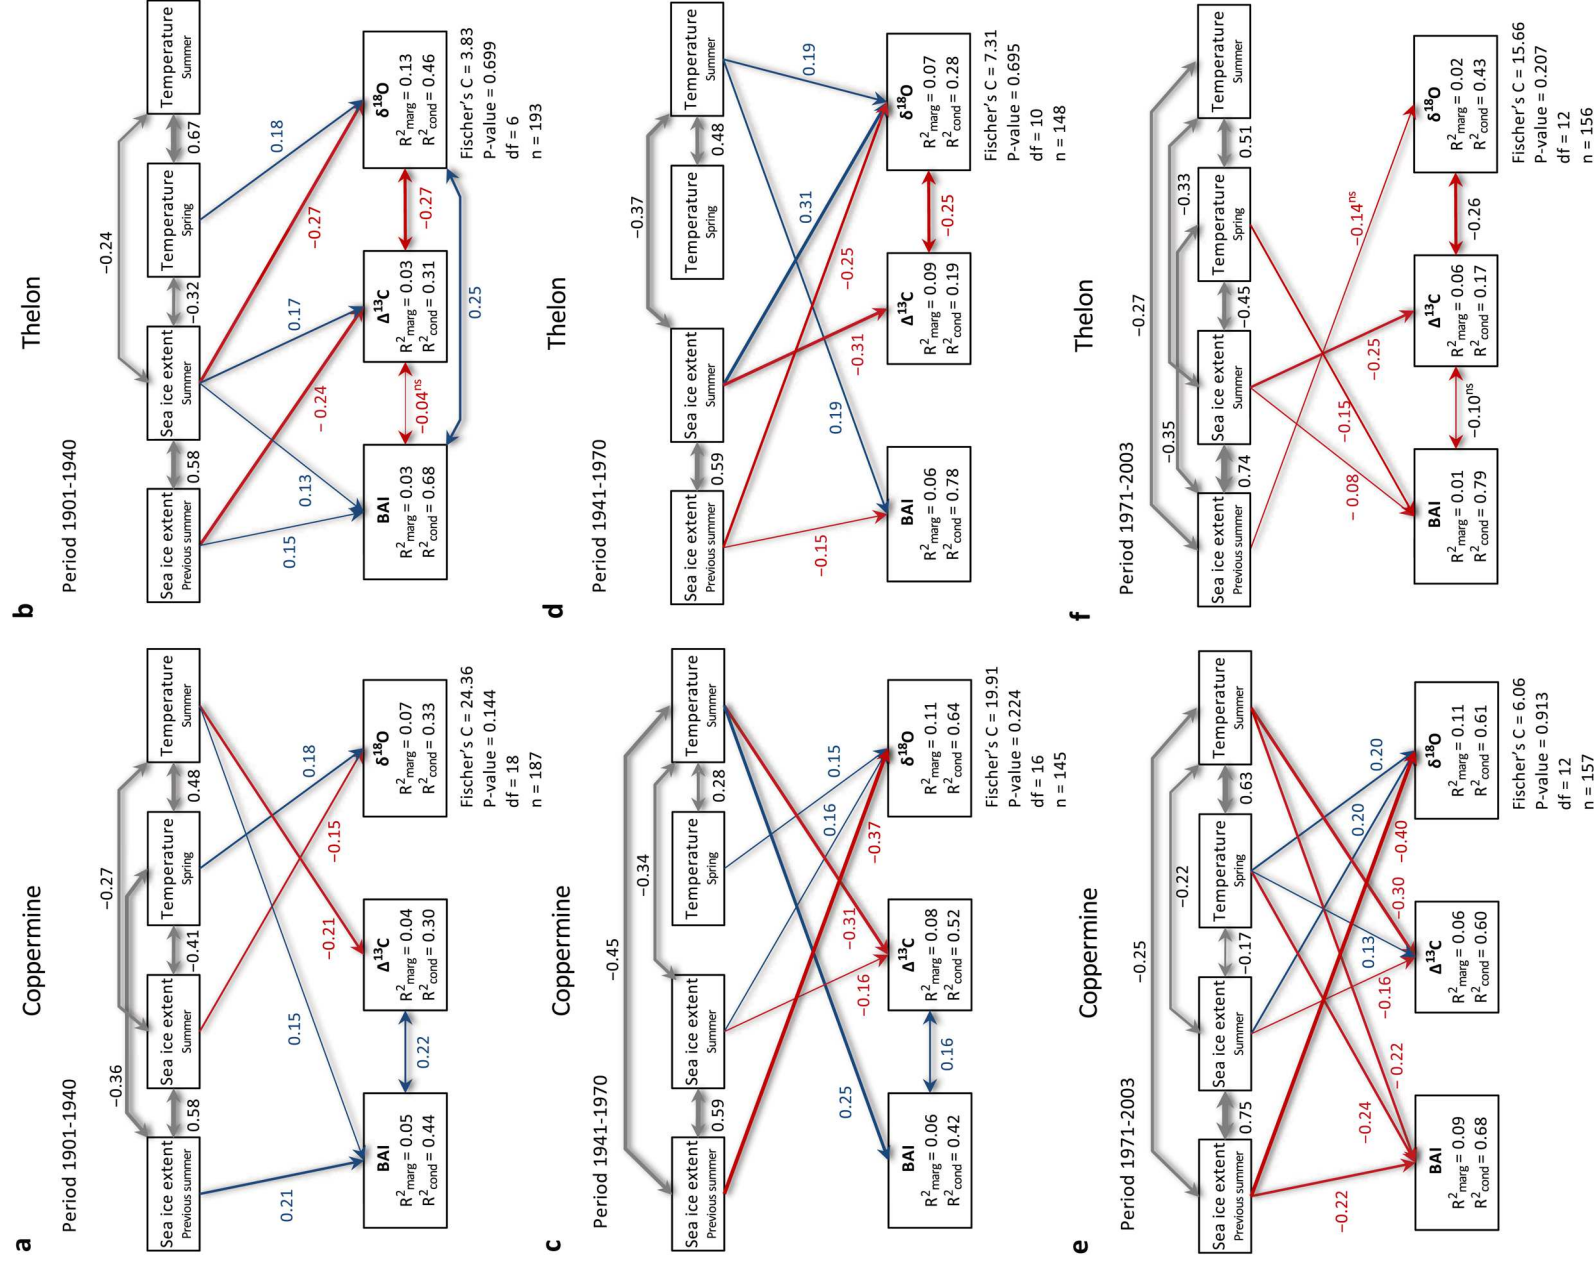 Coppermine
a
Period 1901-1940
−0.27
−0.36
Sea ice extent
Previous summer
0.58
Sea ice extent
Summer
−0.41
Temperature
Spring
0.48
Temperature
Summer
0.21
0.15
−0.21
−0.15
0.18
BAI
R²marg = 0.05
R²cond = 0.44
0.22
Δ¹³C
R²marg = 0.04
R²cond = 0.30
δ¹⁸O
R²marg = 0.07
R²cond = 0.33
Fischer's C = 24.36
P-value = 0.144
df = 18
n = 187
Thelon
b
Period 1901-1940
−0.24
Sea ice extent
Previous summer
0.58
Sea ice extent
Summer
−0.32
Temperature
Spring
0.67
Temperature
Summer
0.15
0.13
− 0.24
0.17
−0.27
0.18
BAI
R²marg = 0.03
R²cond = 0.68
−0.04ⁿˢ
Δ¹³C
R²marg = 0.03
R²cond = 0.31
−0.27
δ¹⁸O
R²marg = 0.13
R²cond = 0.46
0.25
Fischer's C = 3.83
P-value = 0.699
df = 6
n = 193
Coppermine
c
Period 1941-1970
−0.45
−0.34
Sea ice extent
Previous summer
0.59
Sea ice extent
Summer
Temperature
Spring
0.28
Temperature
Summer
0.25
−0.16
−0.31
−0.37
0.16
0.15
BAI
R²marg = 0.06
R²cond = 0.42
0.16
Δ¹³C
R²marg = 0.08
R²cond = 0.52
δ¹⁸O
R²marg = 0.11
R²cond = 0.64
Fischer's C = 19.91
P-value = 0.224
df = 16
n = 145
Thelon
d
Period 1941-1970
−0.37
Sea ice extent
Previous summer
0.59
Sea ice extent
Summer
Temperature
Spring
0.48
Temperature
Summer
−0.15
0.19
−0.31
−0.25
0.31
0.19
BAI
R²marg = 0.06
R²cond = 0.78
Δ¹³C
R²marg = 0.09
R²cond = 0.19
−0.25
δ¹⁸O
R²marg = 0.07
R²cond = 0.28
Fischer's C = 7.31
P-value = 0.695
df = 10
n = 148
Coppermine
e
Period 1971-2003
−0.25
−0.22
Sea ice extent
Previous summer
0.75
Sea ice extent
Summer
−0.17
Temperature
Spring
0.63
Temperature
Summer
−0.22
−0.24
− 0.22
−0.16
0.13
−0.30
−0.40
0.20
0.20
BAI
R²marg = 0.09
R²cond = 0.68
Δ¹³C
R²marg = 0.06
R²cond = 0.60
δ¹⁸O
R²marg = 0.11
R²cond = 0.61
Fischer's C = 6.06
P-value = 0.913
df = 12
n = 157
Thelon
f
Period 1971-2003
−0.27
−0.35
−0.33
Sea ice extent
Previous summer
0.74
Sea ice extent
Summer
−0.45
Temperature
Spring
0.51
Temperature
Summer
− 0.08
−0.15
−0.25
−0.14ⁿˢ
BAI
R²marg = 0.01
R²cond = 0.79
−0.10ⁿˢ
Δ¹³C
R²marg = 0.06
R²cond = 0.17
−0.26
δ¹⁸O
R²marg = 0.02
R²cond = 0.43
Fischer's C = 15.66
P-value = 0.207
df = 12
n = 156